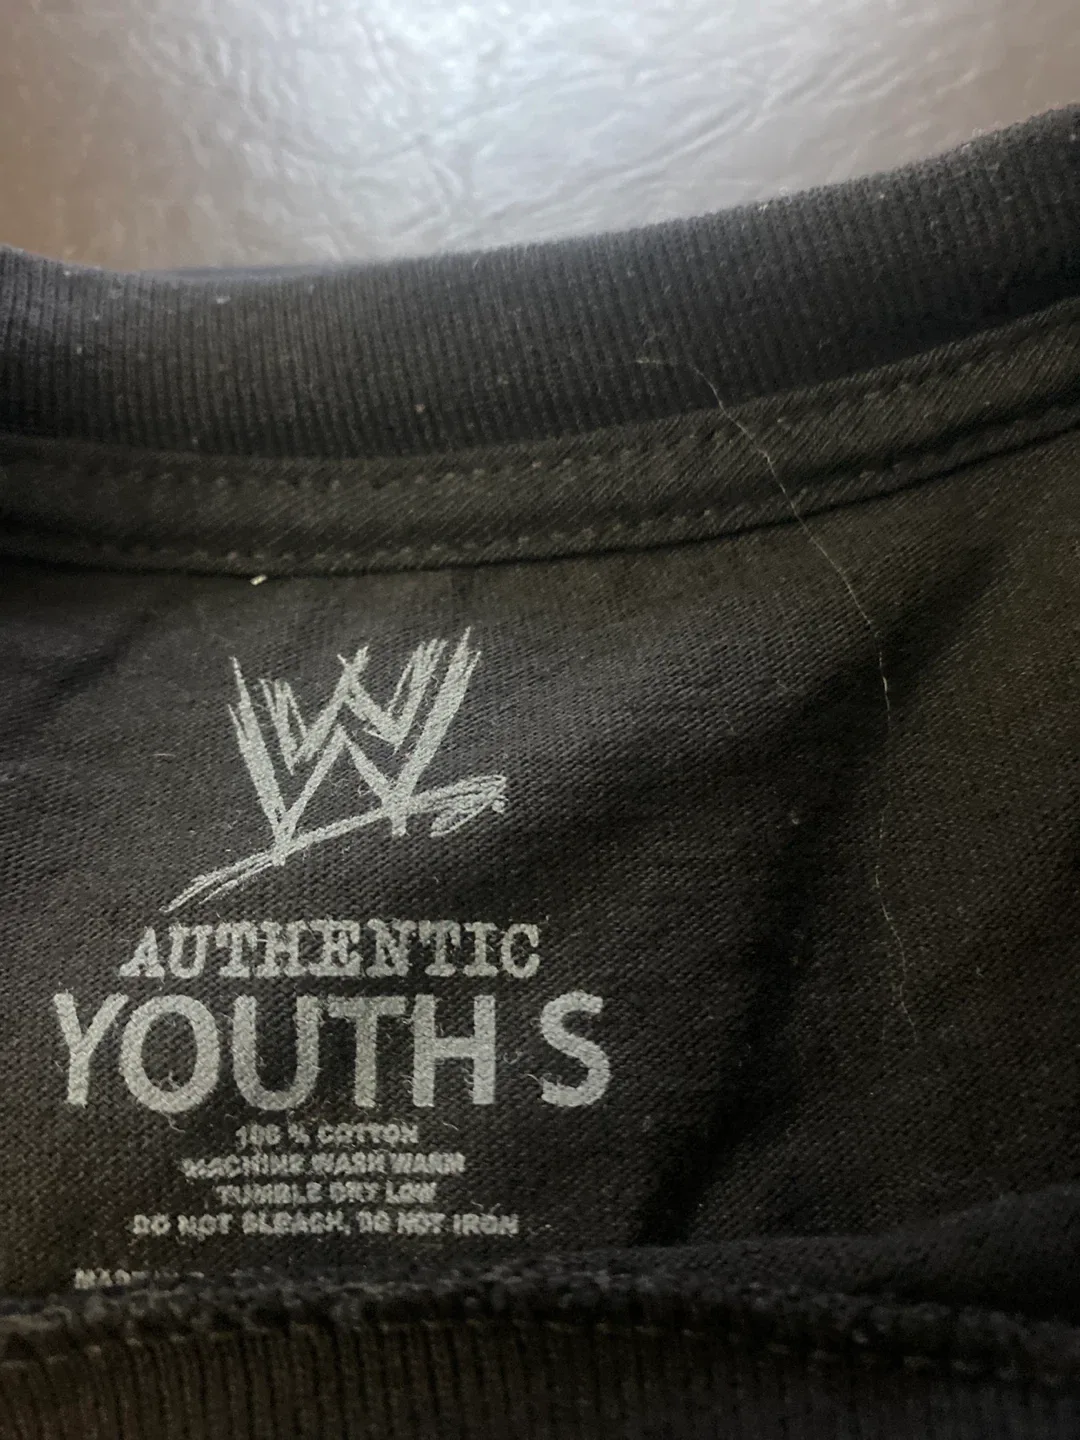 W
AUTHENTIC
YOUTH S
100 % COTTON
MACHINE WASH WARM
TUMBLE DRY LOW
DO NOT BLEACH, DO NOT IRON